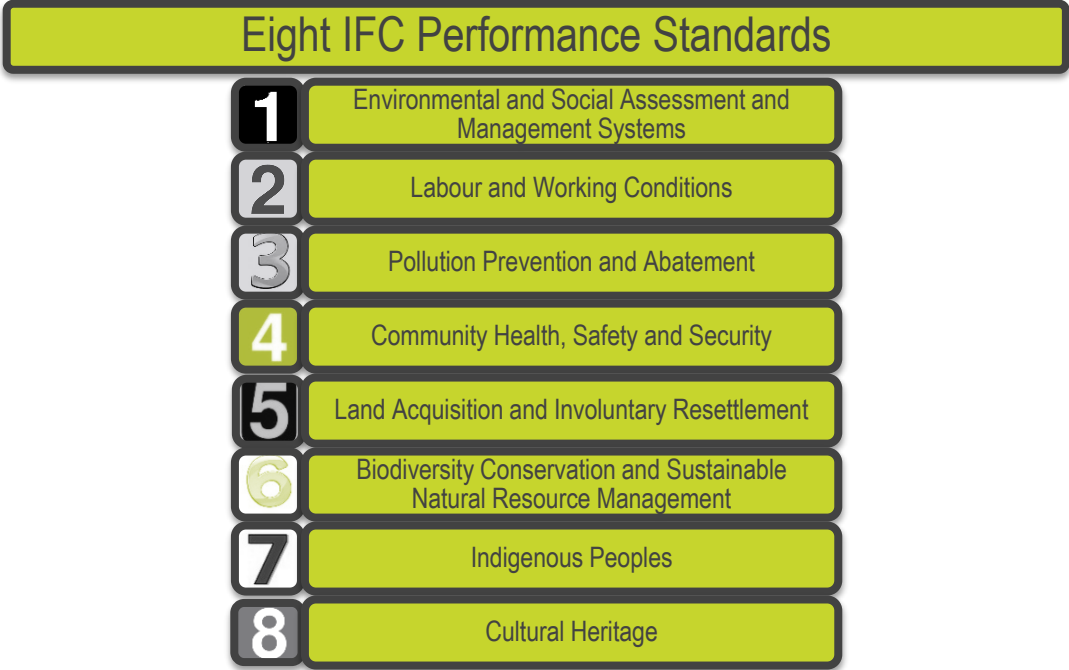 Eight IFC Performance Standards
1
Environmental and Social Assessment and
Management Systems
2
Labour and Working Conditions
3
Pollution Prevention and Abatement
4
Community Health, Safety and Security
5
Land Acquisition and Involuntary Resettlement
6
Biodiversity Conservation and Sustainable
Natural Resource Management
7
Indigenous Peoples
8
Cultural Heritage